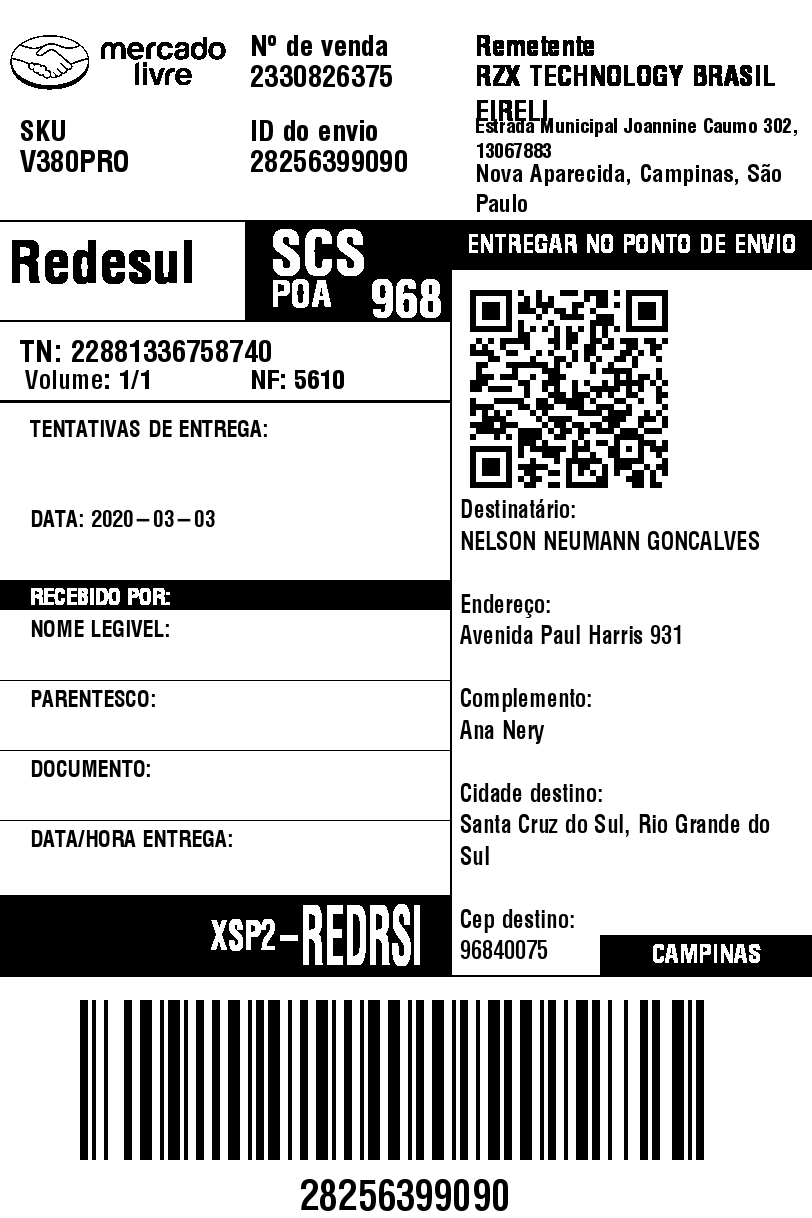 mercado
livre
Nº de venda
2330826375
SKU
V380PRO
ID do envio
28256399090
Remetente
RZX TECHNOLOGY BRASIL
EIRELI
Estrada Municipal Joannine Caumo 302,
13067883
Nova Aparecida, Campinas, São
Paulo
Redesul
SCS
POA 968
ENTREGAR NO PONTO DE ENVIO
TN: 22881336758740
Volume: 1/1 NF: 5610
TENTATIVAS DE ENTREGA:
DATA: 2020-03-03
RECEBIDO POR:
NOME LEGIVEL:
PARENTESCO:
DOCUMENTO:
DATA/HORA ENTREGA:
XSP2-REDRSI
Destinatário:
NELSON NEUMANN GONCALVES
Endereço:
Avenida Paul Harris 931
Complemento:
Ana Nery
Cidade destino:
Santa Cruz do Sul, Rio Grande do
Sul
Cep destino:
96840075
CAMPINAS
28256399090